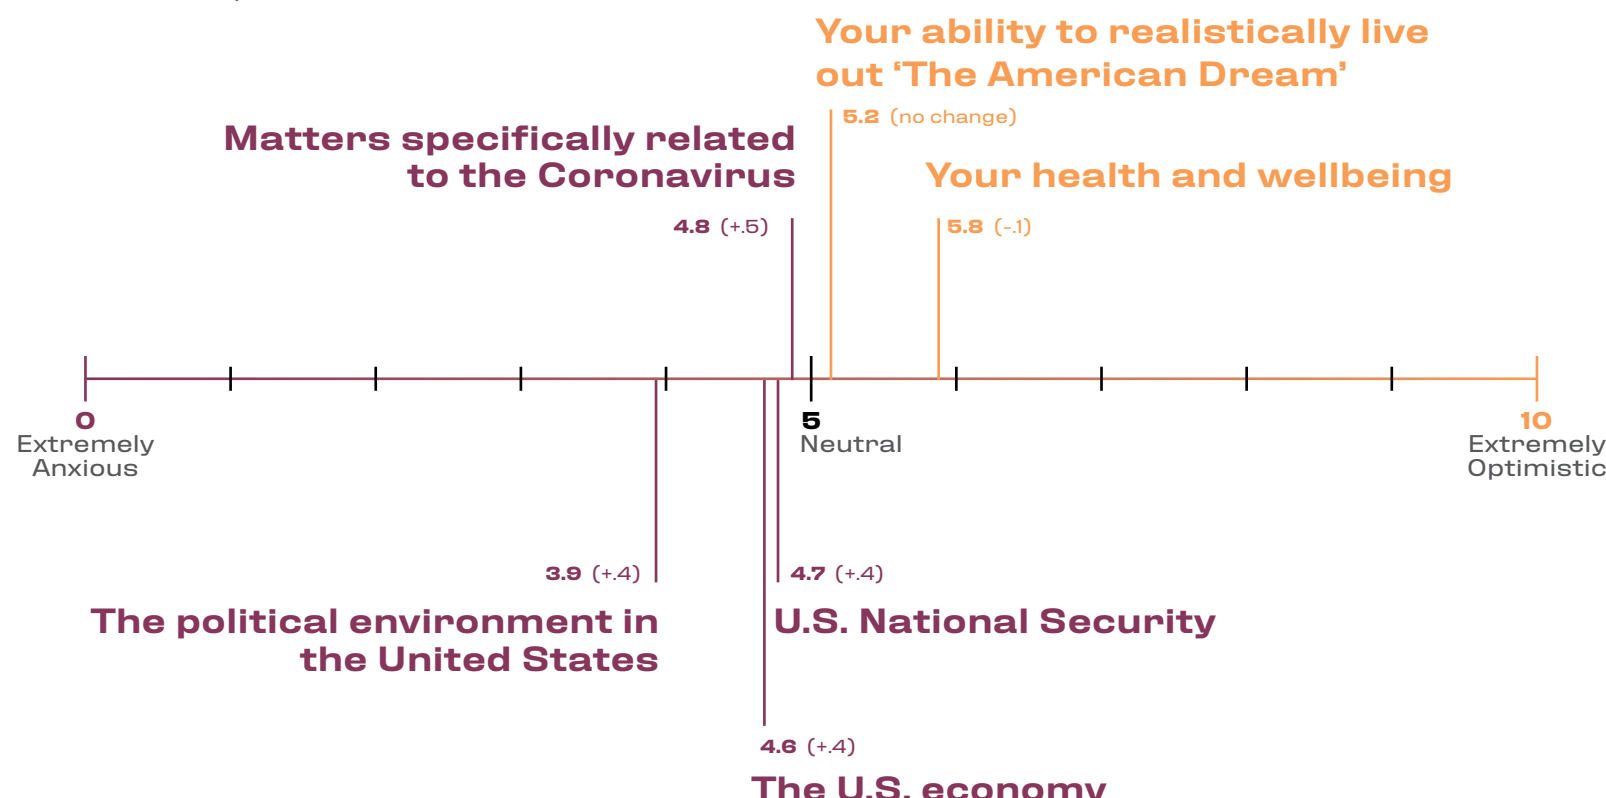 Your ability to realistically live
out ‘The American Dream’
5.2 (no change)
Matters specifically related
to the Coronavirus
4.8 (+.5)
Your health and wellbeing
5.8 (-.1)
0
Extremely
Anxious
5
Neutral
10
Extremely
Optimistic
3.9 (+.4)
The political environment in
the United States
4.7 (+.4)
U.S. National Security
4.6 (+.4)
The U.S. economy